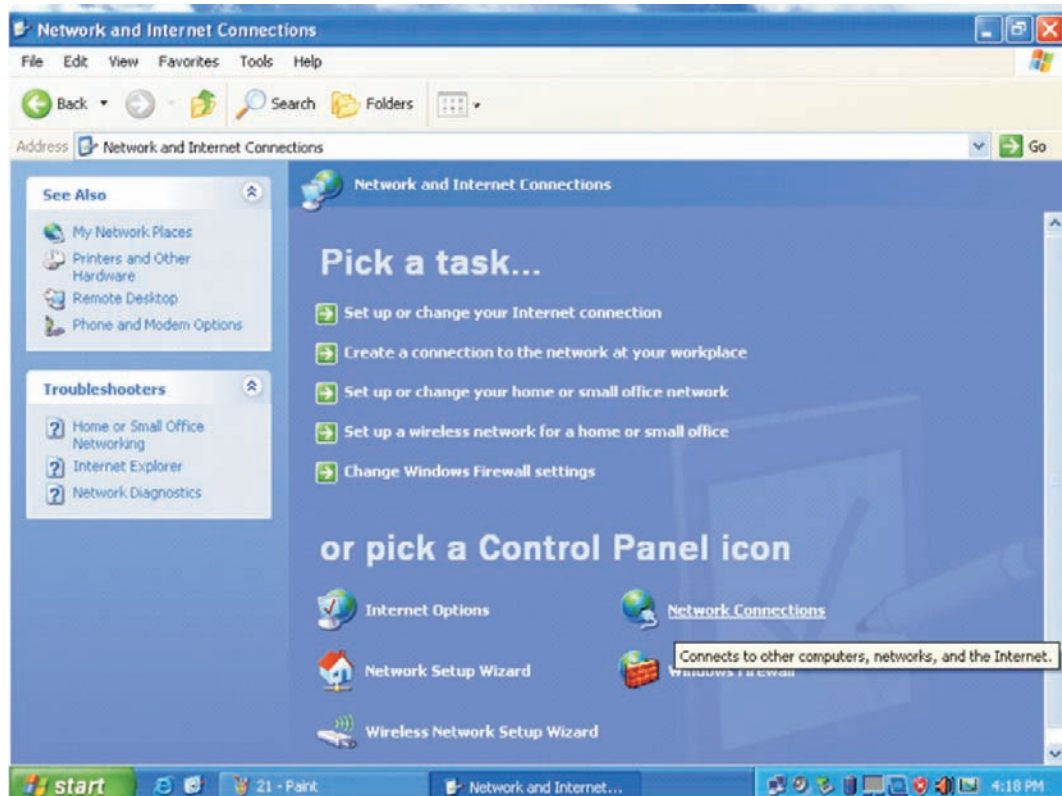 Network and Internet Connections
File Edit View Favorites Tools Help
Back Search Folders
Address Network and Internet Connections Go
See Also
My Network Places
Printers and Other
Hardware
Remote Desktop
Phone and Modem Options
Troubleshooters
Home or Small Office
Networking
Internet Explorer
Network Diagnostics
Network and Internet Connections
Pick a task...
Set up or change your Internet connection
Create a connection to the network at your workplace
Set up or change your home or small office network
Set up a wireless network for a home or small office
Change Windows Firewall settings
or pick a Control Panel icon
Internet Options
Network Connections
Connects to other computers, networks, and the Internet.
Network Setup Wizard
Windows Firewall
Wireless Network Setup Wizard
start 21 - Paint Network and Internet... 4:18 PM